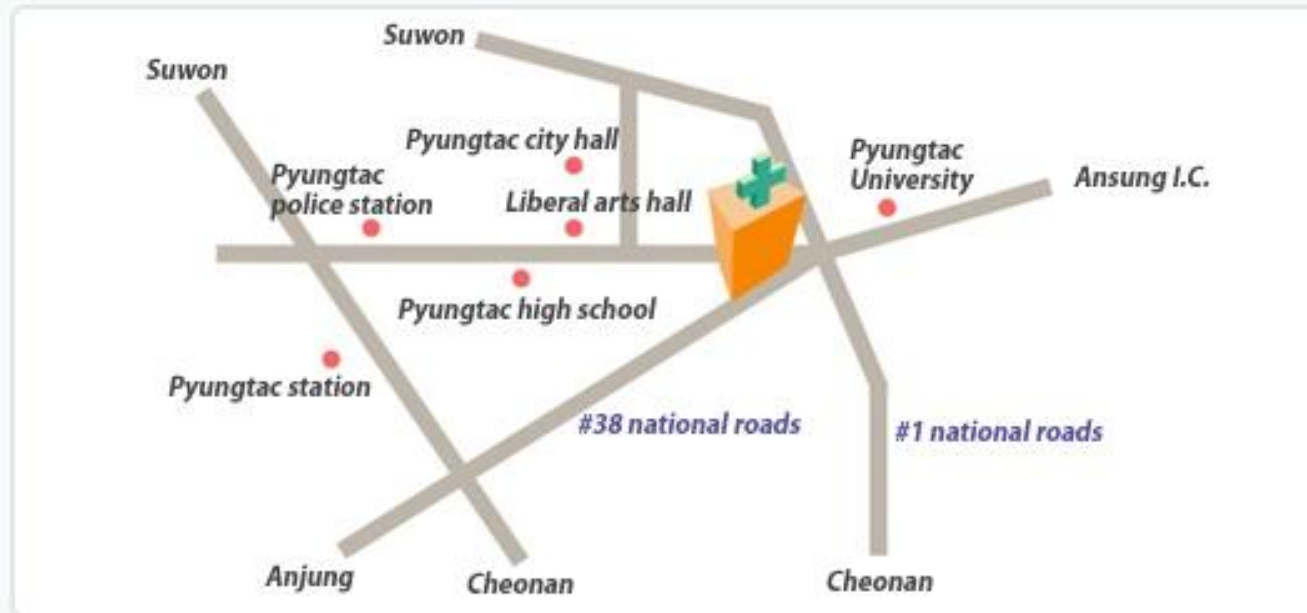 Suwon
Suwon
Pyungtac city hall
Pyungtac
University
Ansung I.C.
Pyungtac
police station
Liberal arts hall
Pyungtac high school
Pyungtac station
#38 national roads
#1 national roads
Anjung
Cheonan
Cheonan